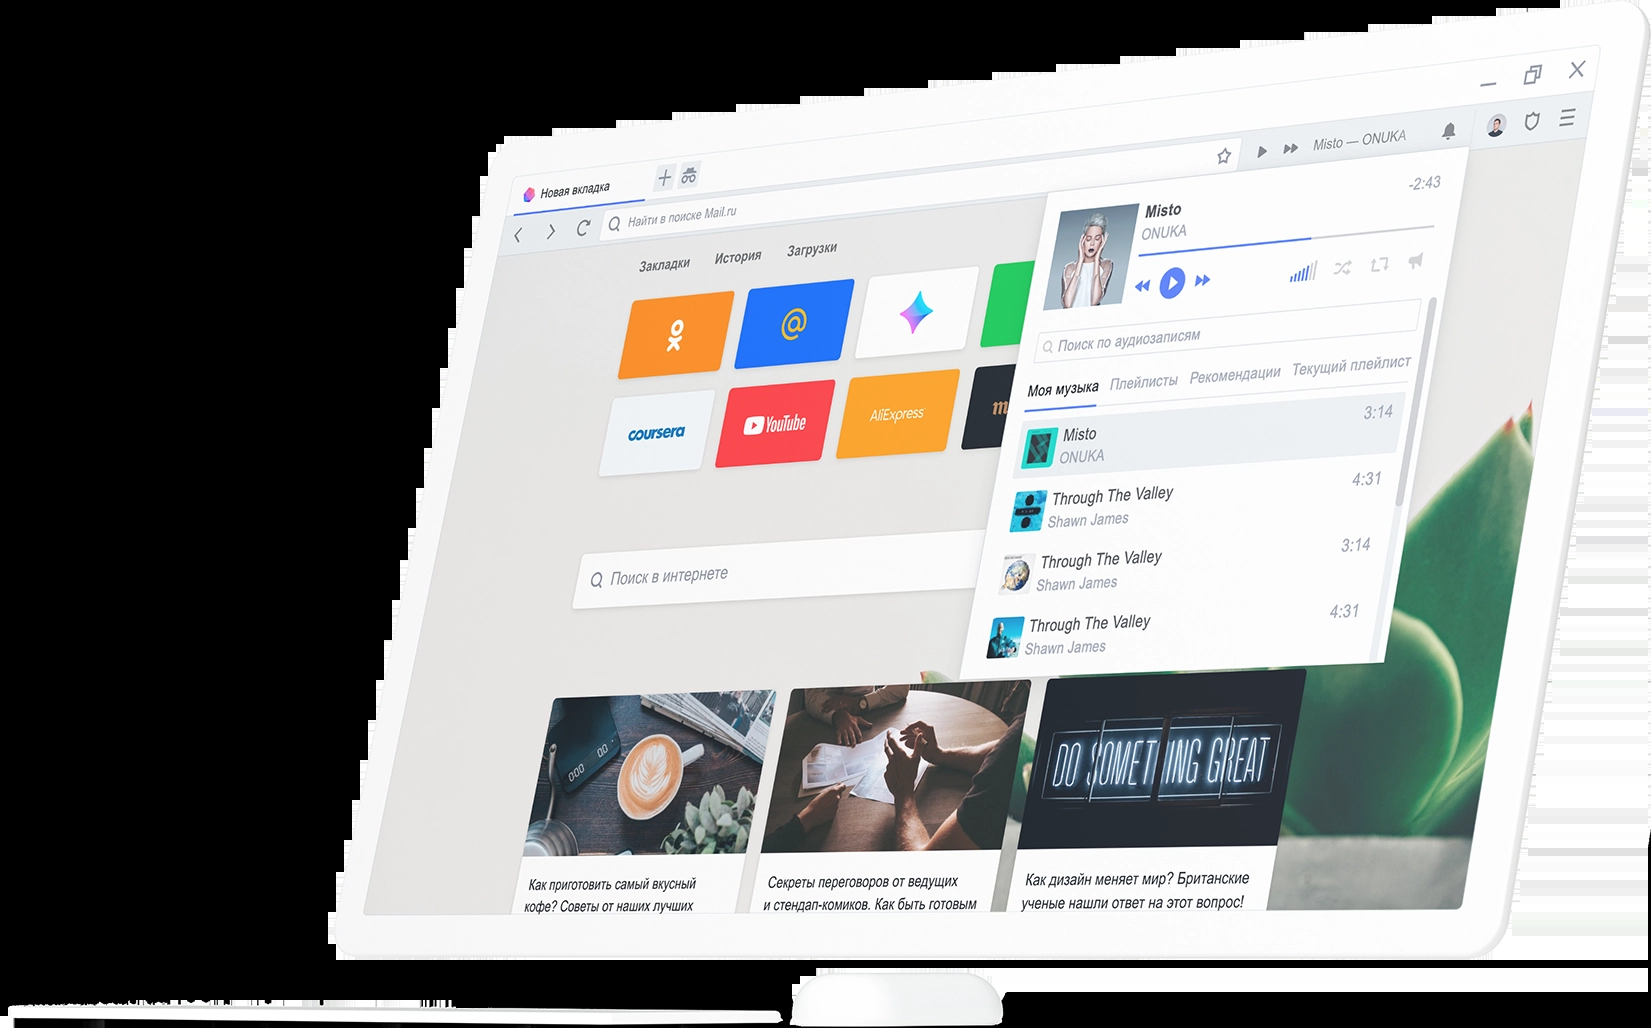 Новая вкладка
Найти в поиске Mail.ru
Misto — ONUKA
Закладки
История
Загрузки
@
coursera
YouTube
AliExpress
m
Поиск в интернете
Misto
-2:43
ONUKA
Поиск по аудиозаписям
Моя музыка
Плейлисты
Рекомендации
Текущий плейлист
Misto
3:14
ONUKA
Through The Valley
4:31
Shawn James
Through The Valley
3:14
Shawn James
Through The Valley
4:31
Shawn James
DO SOMETHING GREAT
Как приготовить самый вкусный
кофе? Советы от наших лучших
Секреты переговоров от ведущих
и стендап-комиков. Как быть готовым
Как дизайн меняет мир? Британские
ученые нашли ответ на этот вопрос!